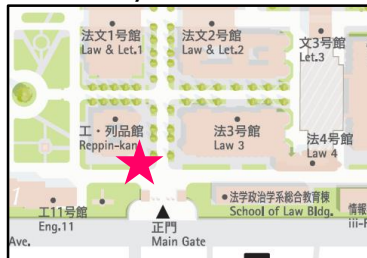 法文1号館
Law & Let.1
法文2号館
Law & Let.2
文3号館
Let.3
工・列品館
Reppin-kan
法3号館
Law 3
法4号館
Law 4
法学政治学系総合教育棟
School of Law Bldg.
情報
工11号館
Eng.11
正門
Main Gate
Ave.